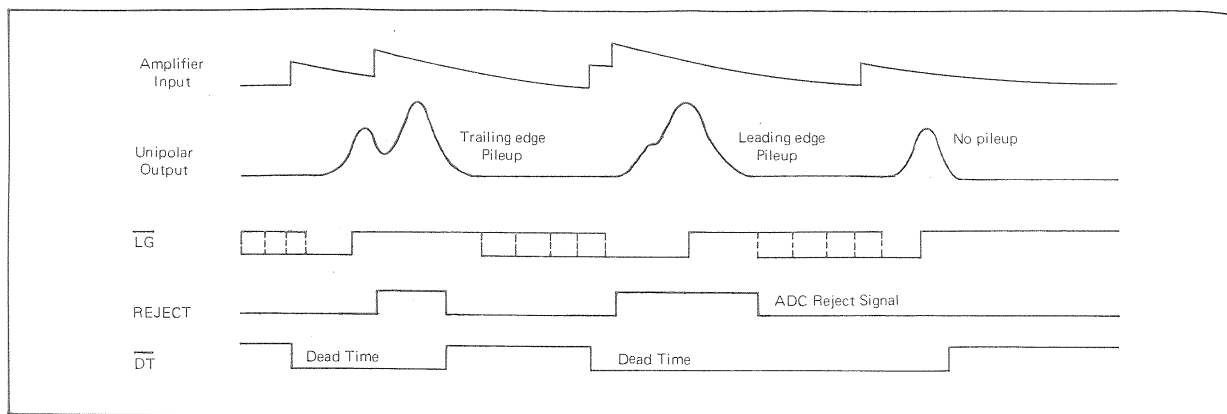 Amplifier
Input
Trailing edge
Pileup
Leading edge
Pileup
No pileup
Unipolar
Output
LG
REJECT
ADC Reject Signal
DT
Dead Time
Dead Time